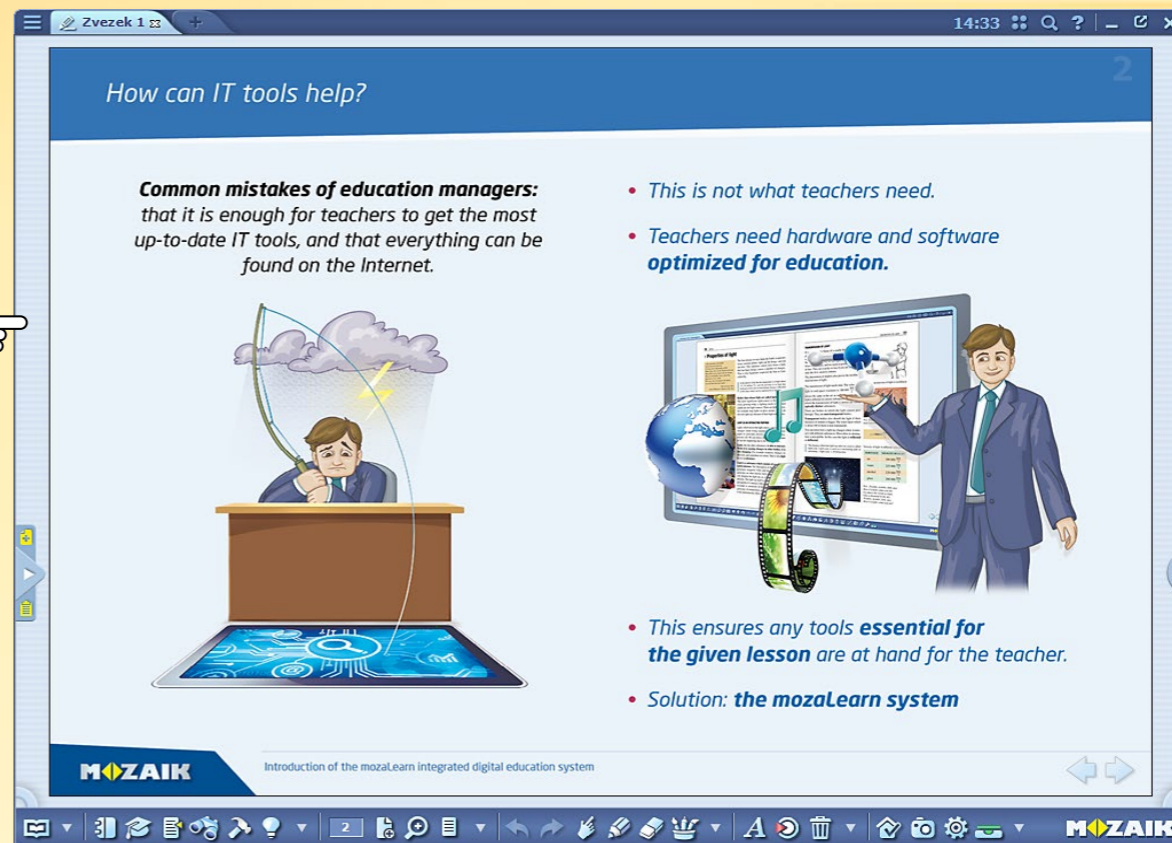 Zvezek 1
14:33
2
How can IT tools help?
Common mistakes of education managers:
that it is enough for teachers to get the most
up-to-date IT tools, and that everything can be
found on the Internet.
• This is not what teachers need.
• Teachers need hardware and software
optimized for education.
Properties of light
• This ensures any tools essential for
the given lesson are at hand for the teacher.
• Solution: the mozaLearn system
MOZAIK
Introduction of the mozaLearn integrated digital education system
2
MOZAIK